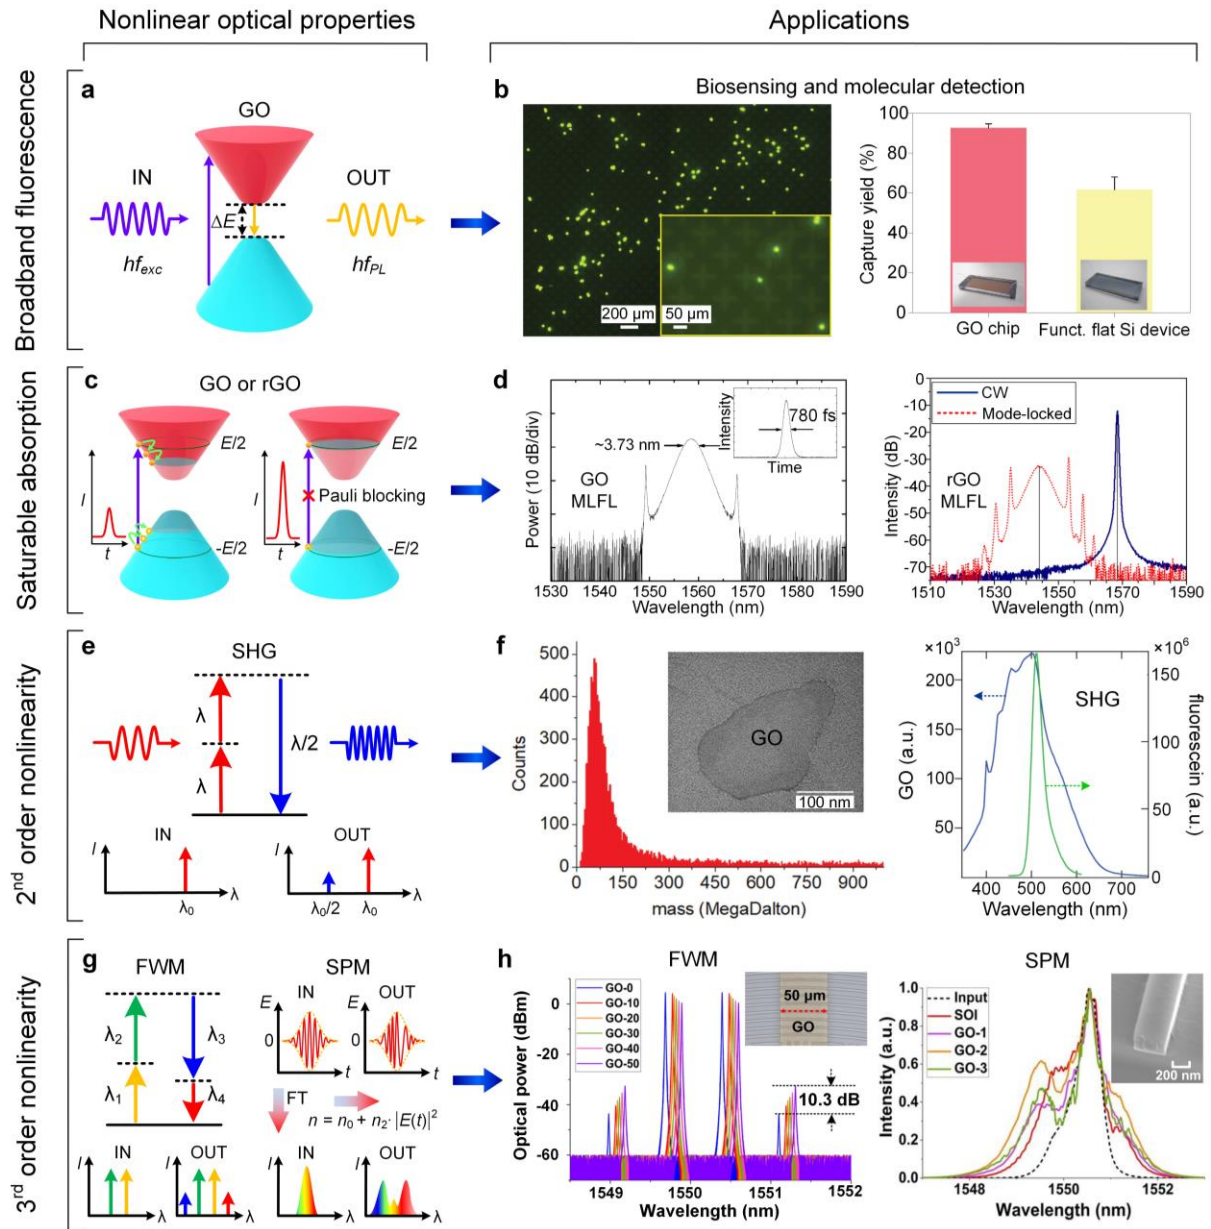 Nonlinear optical properties
Applications
Broadband fluorescence
a
GO
IN
OUT
ΔE
hf_exc
hf_PL
b
Biosensing and molecular detection
200 μm
50 μm
Capture yield (%)
100
80
60
40
20
0
GO chip
Funct. flat Si device
Saturable absorption
c
GO or rGO
E/2
E/2
I
I
Pauli blocking
-E/2
-E/2
t
t
d
Power (10 dB/div)
~3.73 nm
GO
MLFL
Intensity
780 fs
Time
1530 1540 1550 1560 1570 1580 1590
Wavelength (nm)
Intensity (dB)
0
-10
-20
-30
-40
-50
-60
-70
CW
Mode-locked
rGO
MLFL
1510 1530 1550 1570 1590
Wavelength (nm)
2nd order nonlinearity
e
SHG
λ
λ
λ/2
IN
OUT
I
I
λ₀
λ
λ₀/2
λ₀
λ
f
Counts
500
400
300
200
100
0
GO
100 nm
0 150 300 450 600 750 900
mass (MegaDalton)
×10³
×10⁶
GO (a.u.)
200
150
100
50
SHG
150
100
50
0
fluorescein (a.u.)
400 500 600 700
Wavelength (nm)
3rd order nonlinearity
g
FWM
λ₂
λ₃
λ₁
λ₄
IN
OUT
I
I
λ
λ
SPM
IN
OUT
E
E
0
0
t
t
FT
n = n₀ + n₂· |E(t)|²
IN
OUT
I
I
λ
λ
h
FWM
Optical power (dBm)
0
-20
-40
-60
GO-0
GO-10
GO-20
GO-30
GO-40
GO-50
50 μm
GO
10.3 dB
1549 1550 1551 1552
Wavelength (nm)
SPM
Intensity (a.u.)
1.0
0.8
0.6
0.4
0.2
0.0
Input
SOI
GO-1
GO-2
GO-3
200 nm
1548 1550 1552
Wavelength (nm)